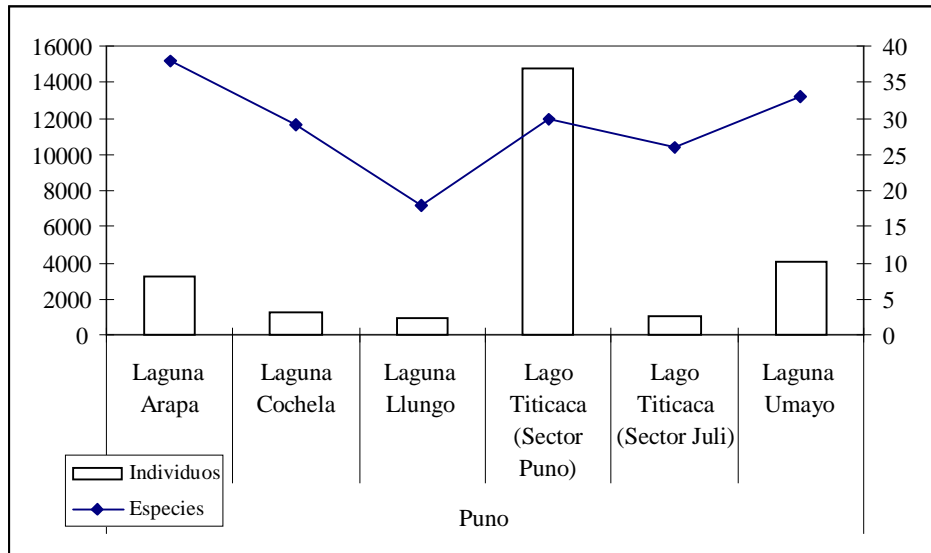 16000
14000
12000
10000
8000
6000
4000
2000
0
40
35
30
25
20
15
10
5
0
Laguna
Arapa
Laguna
Cochela
Laguna
Llungo
Lago
Titicaca
(Sector
Puno)
Lago
Titicaca
(Sector Juli)
Laguna
Umayo
Individuos
Especies
Puno